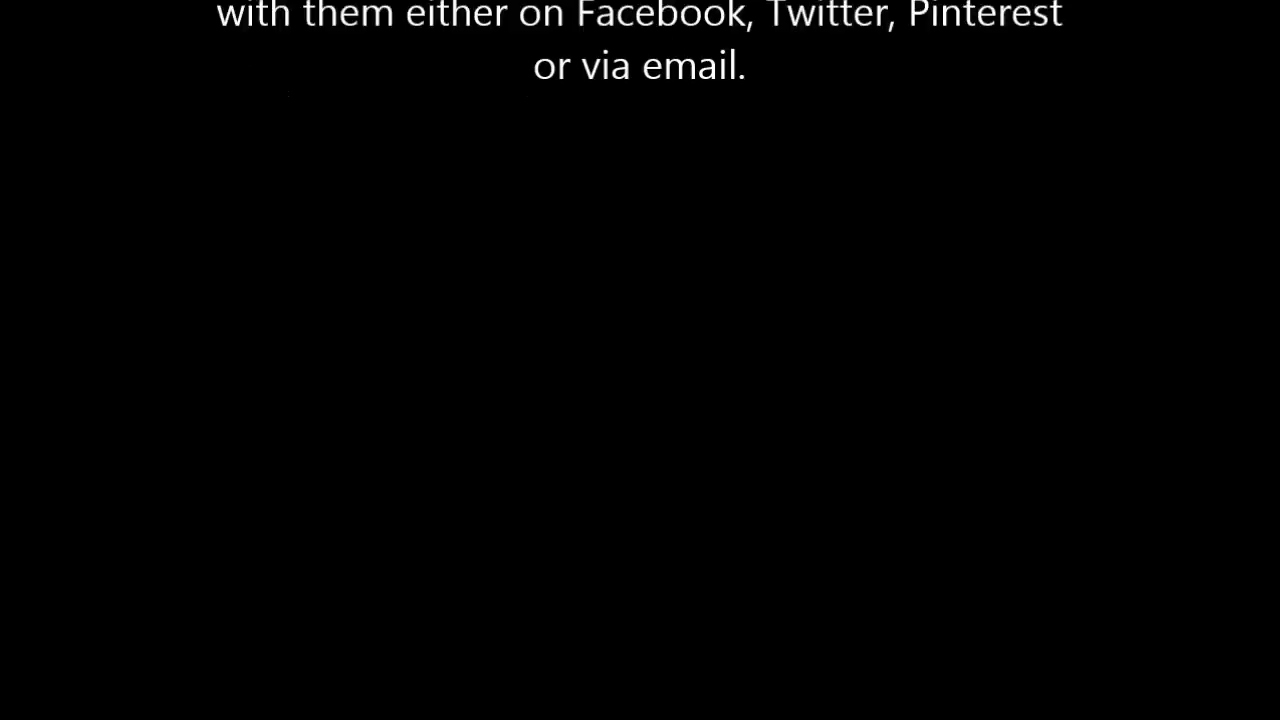 with them either on Facebook, Twitter, Pinterest
or via email.